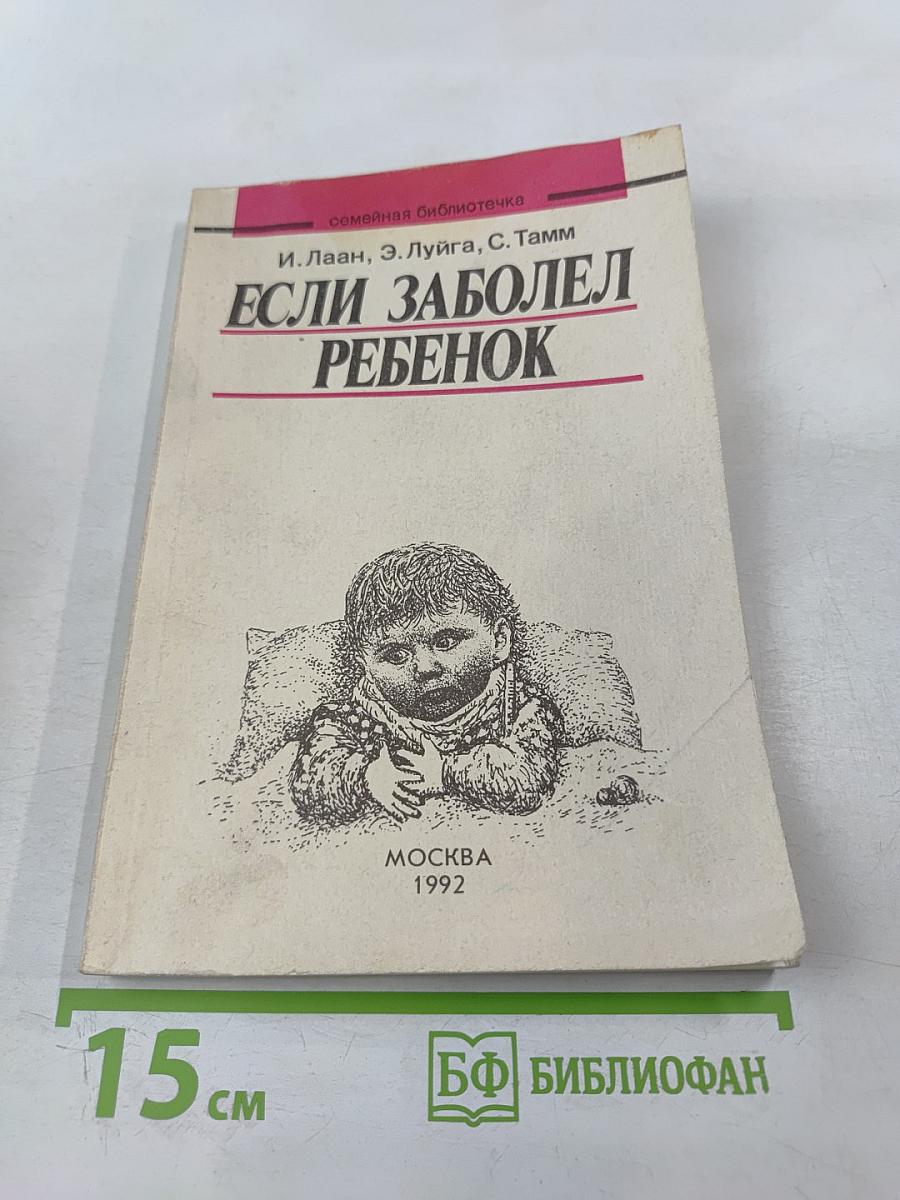 семейная библиотечка
И. Лаан, Э. Луйга, С. Тамм
ЕСЛИ ЗАБОЛЕЛ
РЕБЕНОК
МОСКВА
1992
15 см
БФ БИБЛИОФАН